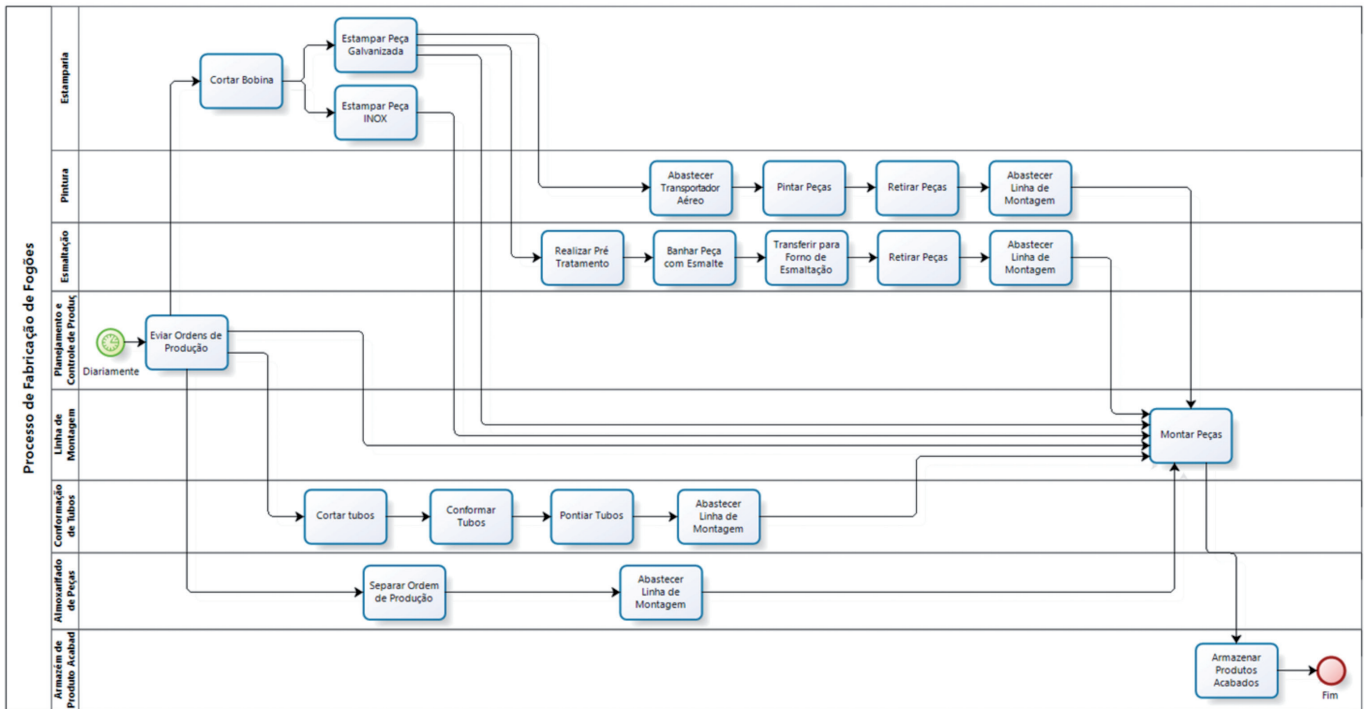 Processo de Fabricação de Fogões
Estamparia
Cortar Bobina
Estampar Peça
Galvanizada
Estampar Peça
INOX
Pintura
Abastecer
Transportador
Aéreo
Pintar Peças
Retirar Peças
Abastecer
Linha de
Montagem
Esmaltação
Realizar Pré
Tratamento
Banhar Peça
com Esmalte
Transferir para
Forno de
Esmaltação
Retirar Peças
Abastecer
Linha de
Montagem
Planejamento e
Controle de Produç
Diariamente
Eviar Ordens de
Produção
Linha de
Montagem
Montar Peças
Conformação
de Tubos
Cortar tubos
Conformar
Tubos
Pontiar Tubos
Abastecer
Linha de
Montagem
Almoxarifado
de Peças
Separar Ordem
de Produção
Abastecer
Linha de
Montagem
Armazém de
Produto Acabad
Armazenar
Produtos
Acabados
Fim